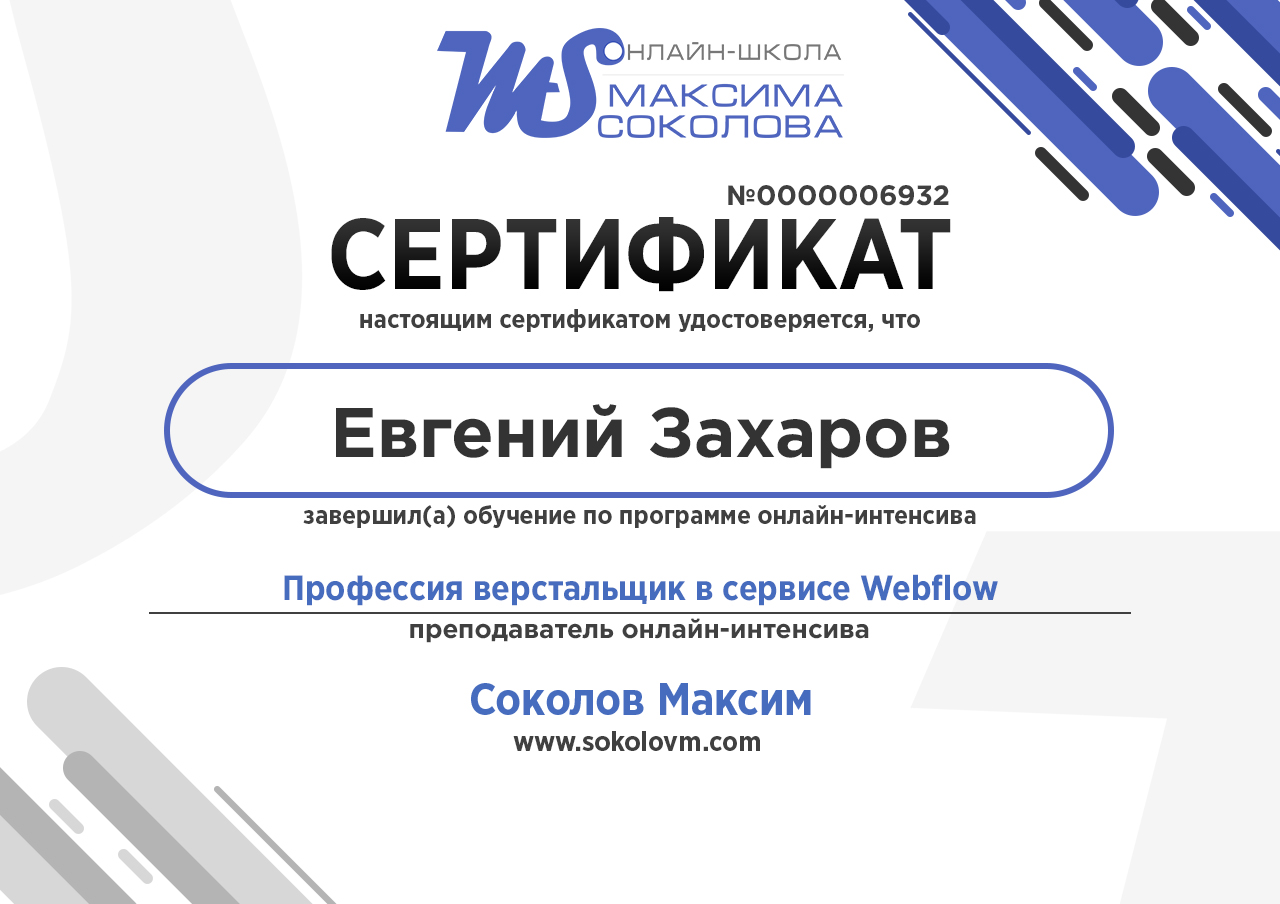 MS
ОНЛАЙН-ШКОЛА
МАКСИМА
СОКОЛОВА
№0000006932
СЕРТИФИКАТ
настоящим сертификатом удостоверяется, что
Евгений Захаров
завершил(а) обучение по программе онлайн-интенсива
Профессия верстальщик в сервисе Webflow
преподаватель онлайн-интенсива
Соколов Максим
www.sokolovm.com